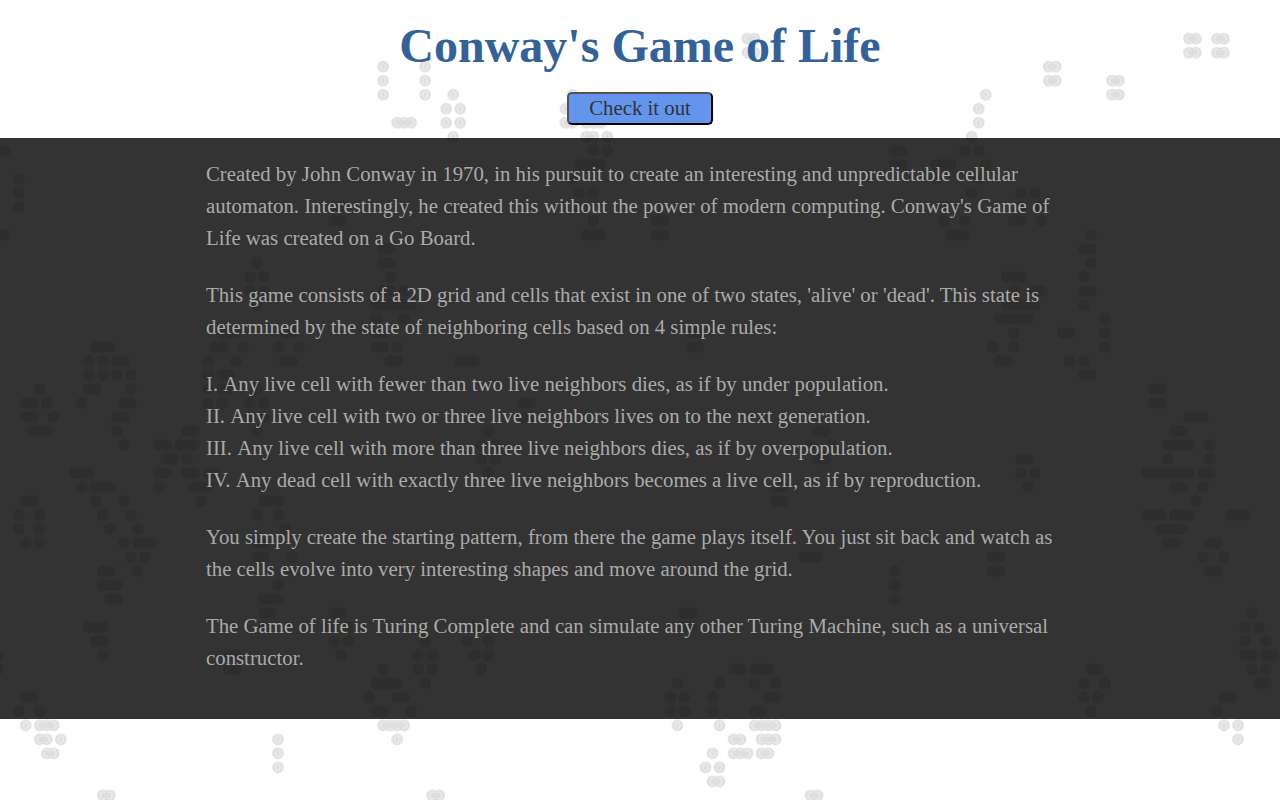 Conway's Game of Life
Check it out
Created by John Conway in 1970, in his pursuit to create an interesting and unpredictable cellular
automaton. Interestingly, he created this without the power of modern computing. Conway's Game of
Life was created on a Go Board.
This game consists of a 2D grid and cells that exist in one of two states, 'alive' or 'dead'. This state is
determined by the state of neighboring cells based on 4 simple rules:
I. Any live cell with fewer than two live neighbors dies, as if by under population.
II. Any live cell with two or three live neighbors lives on to the next generation.
III. Any live cell with more than three live neighbors dies, as if by overpopulation.
IV. Any dead cell with exactly three live neighbors becomes a live cell, as if by reproduction.
You simply create the starting pattern, from there the game plays itself. You just sit back and watch as
the cells evolve into very interesting shapes and move around the grid.
The Game of life is Turing Complete and can simulate any other Turing Machine, such as a universal
constructor.